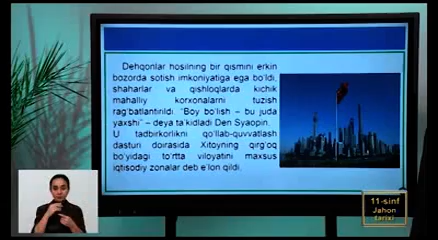 Dehqonlar hosilning bir qismini erkin
bozorda sotish imkoniyatiga ega bo'ldi,
shaharlar va qishloqlarda kichik
mahalliy korxonalarni tuzish
rag'batlantirildi "Boy bo'lish – bu juda
yaxshi" – deya ta'kidladi Den Syaopin.
U tadbirkorlikni qo'llab-quvvatlash
dasturi doirasida Xitoyning qirg'oq
bo'yidagi to'rtta viloyatini maxsus
iqtisodiy zonalar deb e'lon qildi.
11-sinf
Jahon
tarixi